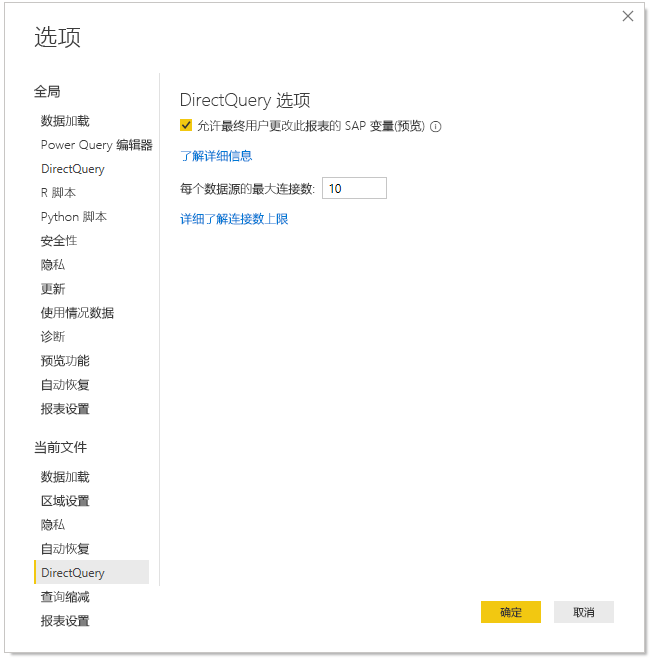 选项
全局
数据加载
Power Query 编辑器
DirectQuery
R 脚本
Python 脚本
安全性
隐私
更新
使用情况数据
诊断
预览功能
自动恢复
报表设置
当前文件
数据加载
区域设置
隐私
自动恢复
DirectQuery
查询缩减
报表设置
DirectQuery 选项
允许最终用户更改此报表的 SAP 变量(预览)
了解详细信息
每个数据源的最大连接数: 10
详细了解连接数上限
确定 取消